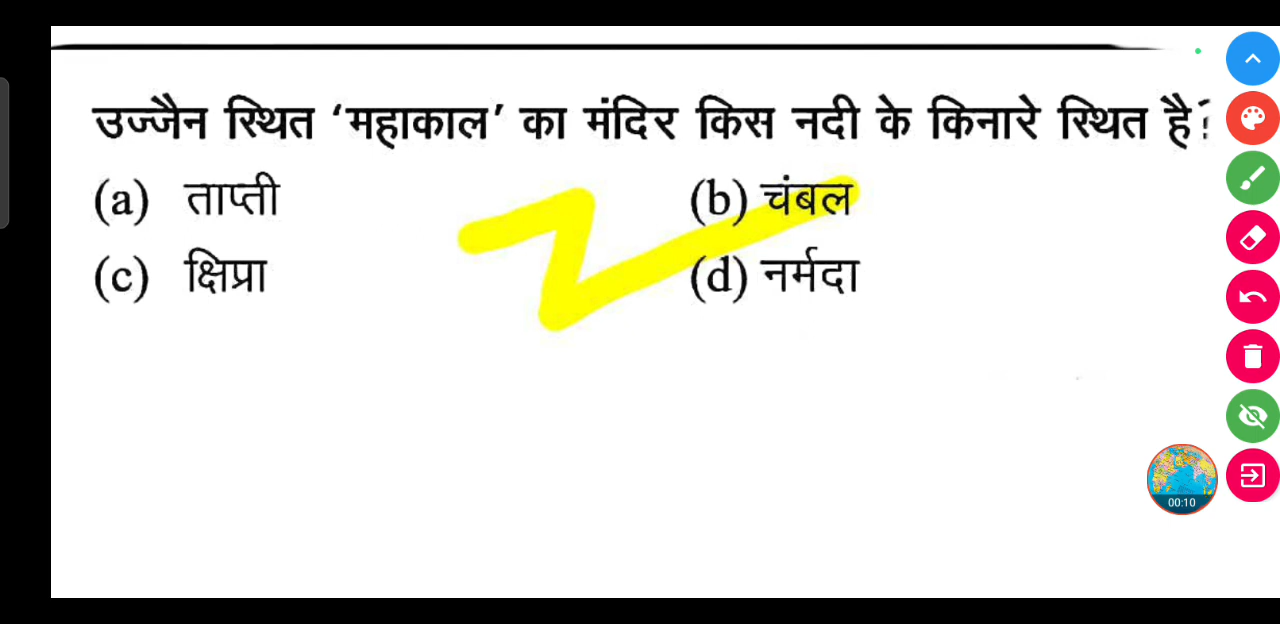 उज्जैन स्थित ‘महाकाल’ का मंदिर किस नदी के किनारे स्थित है?
(a) ताप्ती (b) चंबल
(c) क्षिप्रा (d) नर्मदा
00:10